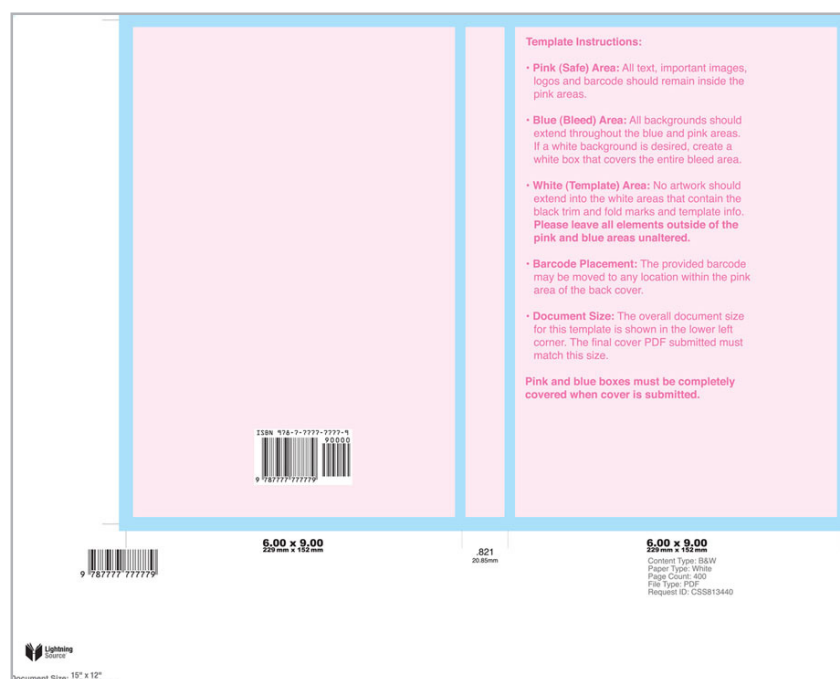 Template Instructions:
• Pink (Safe) Area: All text, important images,
logos and barcode should remain inside the
pink areas.
• Blue (Bleed) Area: All backgrounds should
extend throughout the blue and pink areas.
If a white background is desired, create a
white box that covers the entire bleed area.
• White (Template) Area: No artwork should
extend into the white areas that contain the
black trim and fold marks and template info.
Please leave all elements outside of the
pink and blue areas unaltered.
• Barcode Placement: The provided barcode
may be moved to any location within the pink
area of the back cover.
• Document Size: The overall document size
for this template is shown in the lower left
corner. The final cover PDF submitted must
match this size.
Pink and blue boxes must be completely
covered when cover is submitted.
ISBN 978-7-7777-7777-9
90000
9 787777 777779
6.00 x 9.00
229 mm x 152 mm
.821
20.85mm
6.00 x 9.00
229 mm x 152 mm
Content Type: B&W
Paper Type: White
Page Count: 400
File Type: PDF
Request ID: CSS813440
9 787777 777779
Lightning
Source
Document Size: 15" x 12"